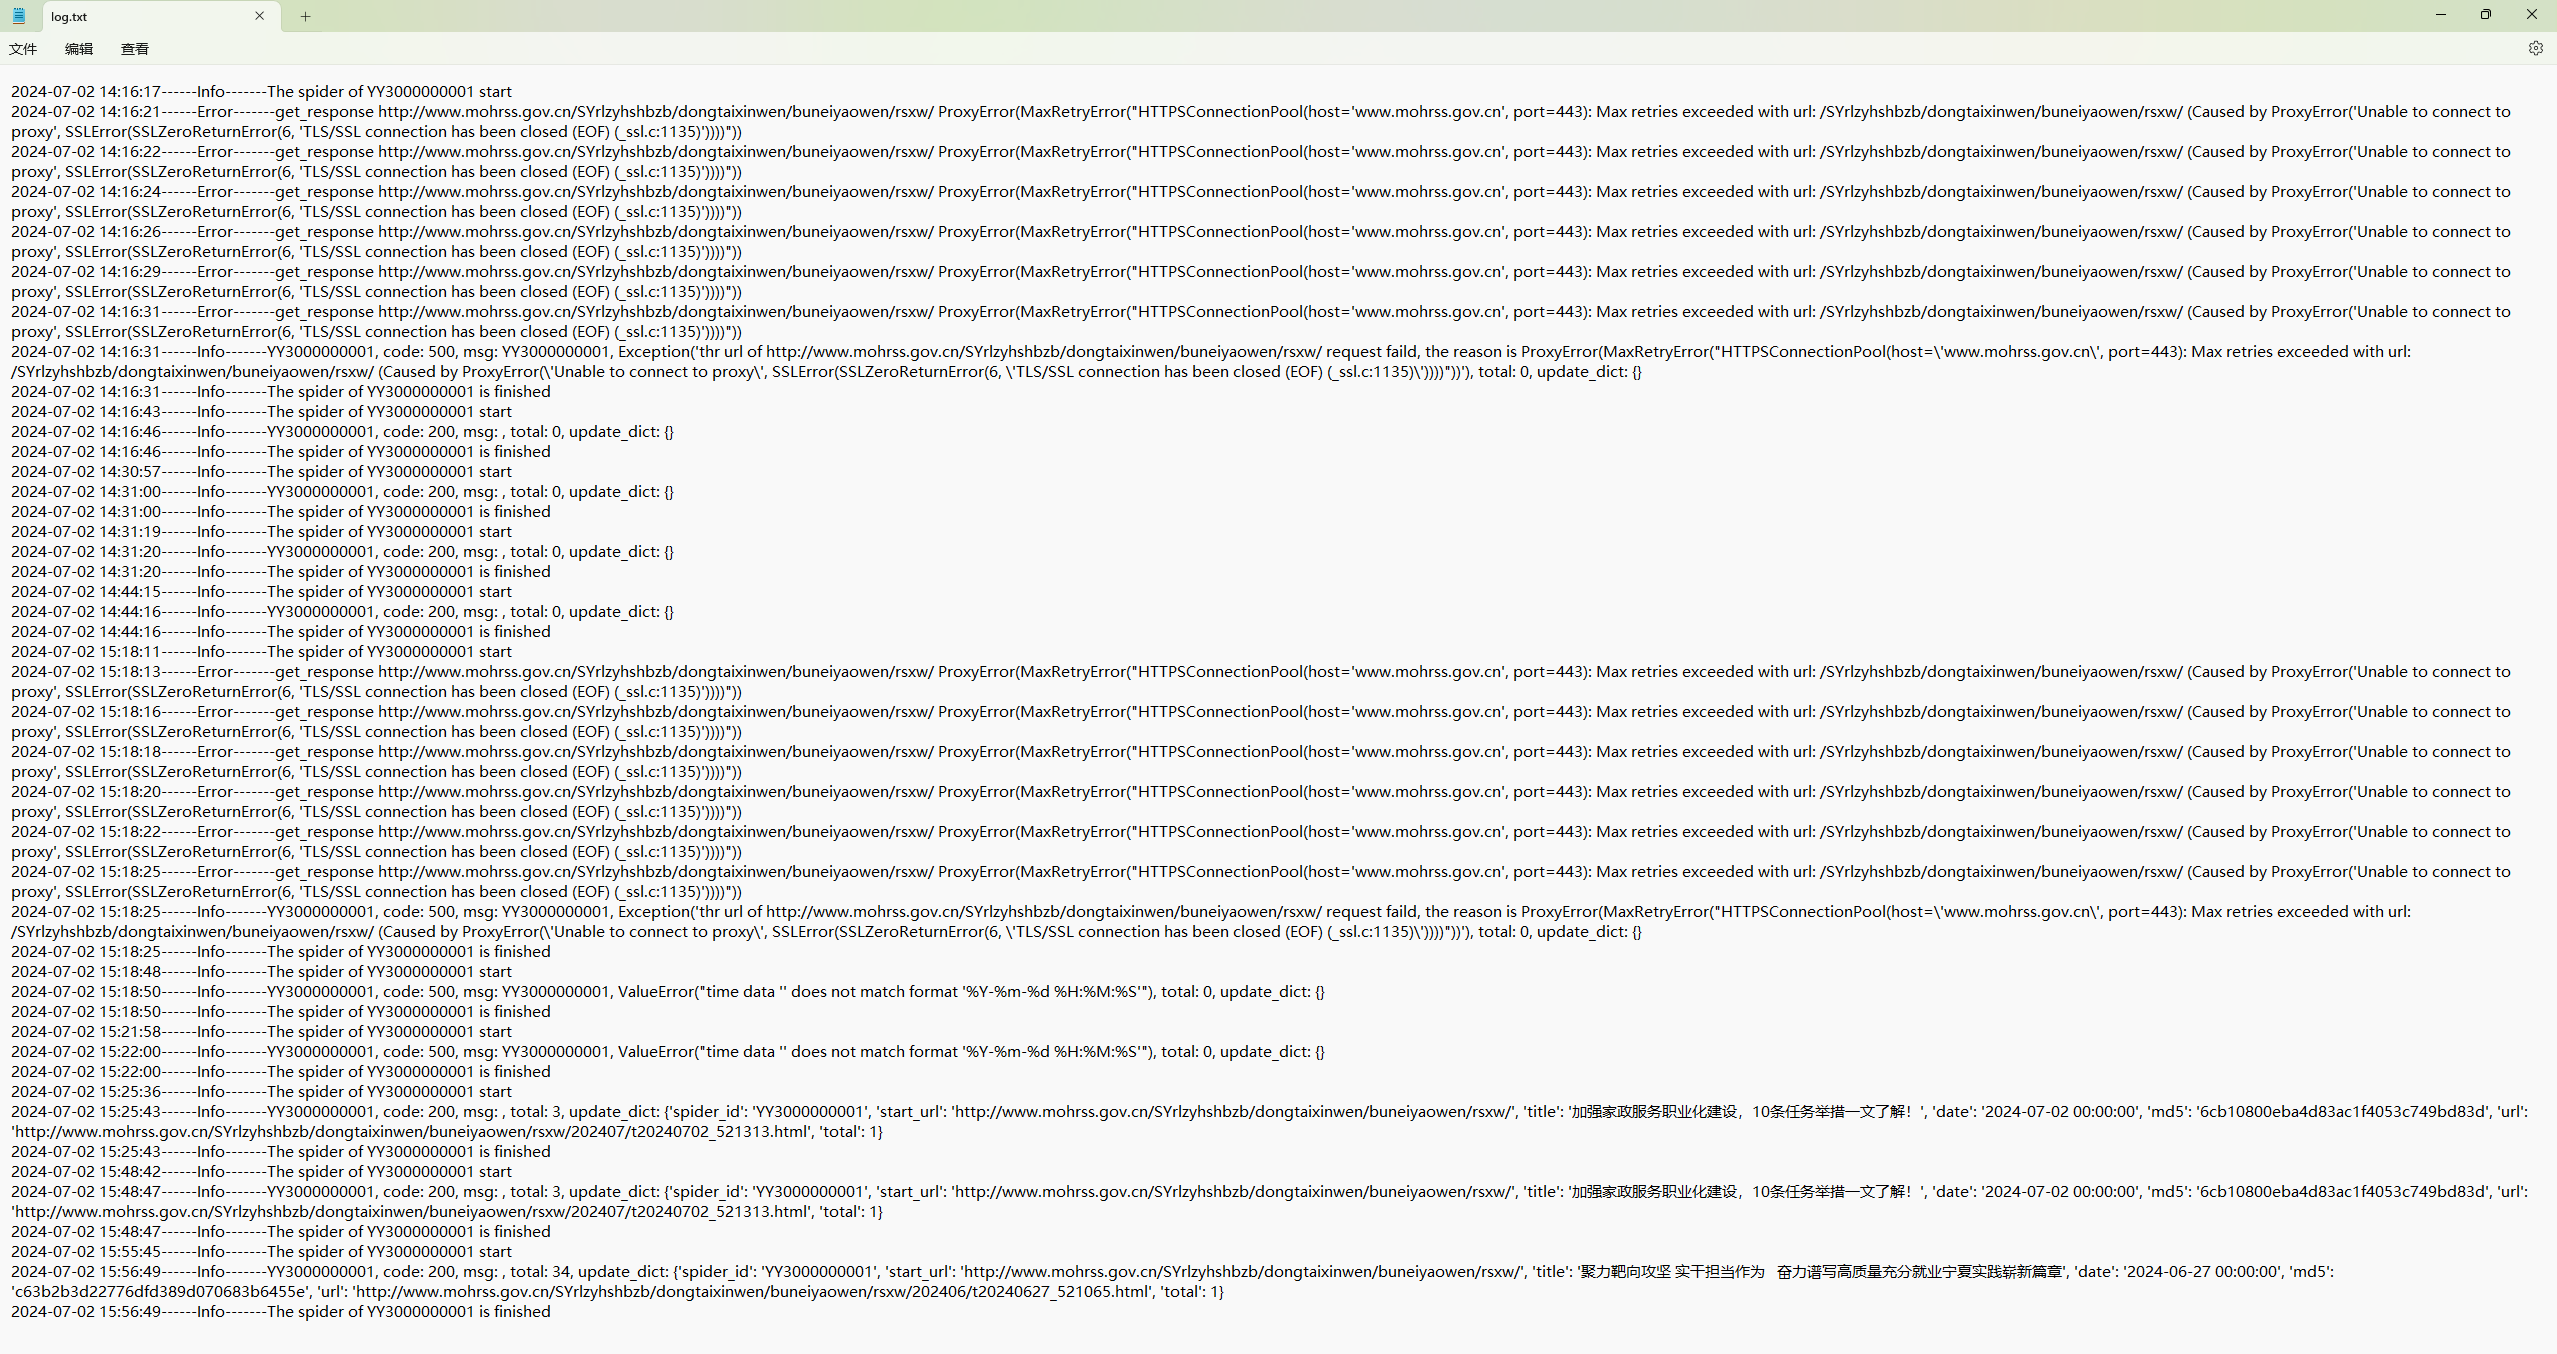 log.txt
文件 编辑 查看
2024-07-02 14:16:17------Info-------The spider of YY3000000001 start
2024-07-02 14:16:21------Error-------get_response http://www.mohrss.gov.cn/SYrlzyhshbzb/dongtaixinwen/buneiyaowen/rsxw/ ProxyError(MaxRetryError("HTTPSConnectionPool(host='www.mohrss.gov.cn', port=443): Max retries exceeded with url: /SYrlzyhshbzb/dongtaixinwen/buneiyaowen/rsxw/ (Caused by ProxyError('Unable to connect to
proxy', SSLError(SSLZeroReturnError(6, 'TLS/SSL connection has been closed (EOF) (_ssl.c:1135)'))))"))
2024-07-02 14:16:22------Error-------get_response http://www.mohrss.gov.cn/SYrlzyhshbzb/dongtaixinwen/buneiyaowen/rsxw/ ProxyError(MaxRetryError("HTTPSConnectionPool(host='www.mohrss.gov.cn', port=443): Max retries exceeded with url: /SYrlzyhshbzb/dongtaixinwen/buneiyaowen/rsxw/ (Caused by ProxyError('Unable to connect to
proxy', SSLError(SSLZeroReturnError(6, 'TLS/SSL connection has been closed (EOF) (_ssl.c:1135)'))))"))
2024-07-02 14:16:24------Error-------get_response http://www.mohrss.gov.cn/SYrlzyhshbzb/dongtaixinwen/buneiyaowen/rsxw/ ProxyError(MaxRetryError("HTTPSConnectionPool(host='www.mohrss.gov.cn', port=443): Max retries exceeded with url: /SYrlzyhshbzb/dongtaixinwen/buneiyaowen/rsxw/ (Caused by ProxyError('Unable to connect to
proxy', SSLError(SSLZeroReturnError(6, 'TLS/SSL connection has been closed (EOF) (_ssl.c:1135)'))))"))
2024-07-02 14:16:26------Error-------get_response http://www.mohrss.gov.cn/SYrlzyhshbzb/dongtaixinwen/buneiyaowen/rsxw/ ProxyError(MaxRetryError("HTTPSConnectionPool(host='www.mohrss.gov.cn', port=443): Max retries exceeded with url: /SYrlzyhshbzb/dongtaixinwen/buneiyaowen/rsxw/ (Caused by ProxyError('Unable to connect to
proxy', SSLError(SSLZeroReturnError(6, 'TLS/SSL connection has been closed (EOF) (_ssl.c:1135)'))))"))
2024-07-02 14:16:29------Error-------get_response http://www.mohrss.gov.cn/SYrlzyhshbzb/dongtaixinwen/buneiyaowen/rsxw/ ProxyError(MaxRetryError("HTTPSConnectionPool(host='www.mohrss.gov.cn', port=443): Max retries exceeded with url: /SYrlzyhshbzb/dongtaixinwen/buneiyaowen/rsxw/ (Caused by ProxyError('Unable to connect to
proxy', SSLError(SSLZeroReturnError(6, 'TLS/SSL connection has been closed (EOF) (_ssl.c:1135)'))))"))
2024-07-02 14:16:31------Error-------get_response http://www.mohrss.gov.cn/SYrlzyhshbzb/dongtaixinwen/buneiyaowen/rsxw/ ProxyError(MaxRetryError("HTTPSConnectionPool(host='www.mohrss.gov.cn', port=443): Max retries exceeded with url: /SYrlzyhshbzb/dongtaixinwen/buneiyaowen/rsxw/ (Caused by ProxyError('Unable to connect to
proxy', SSLError(SSLZeroReturnError(6, 'TLS/SSL connection has been closed (EOF) (_ssl.c:1135)'))))"))
2024-07-02 14:16:31------Info-------YY3000000001, code: 500, msg: YY3000000001, Exception('thr url of http://www.mohrss.gov.cn/SYrlzyhshbzb/dongtaixinwen/buneiyaowen/rsxw/ request faild, the reason is ProxyError(MaxRetryError("HTTPSConnectionPool(host=\'www.mohrss.gov.cn\', port=443): Max retries exceeded with url:
/SYrlzyhshbzb/dongtaixinwen/buneiyaowen/rsxw/ (Caused by ProxyError(\'Unable to connect to proxy\', SSLError(SSLZeroReturnError(6, \'TLS/SSL connection has been closed (EOF) (_ssl.c:1135)\'))))"))'), total: 0, update_dict: {}
2024-07-02 14:16:31------Info-------The spider of YY3000000001 is finished
2024-07-02 14:16:43------Info-------The spider of YY3000000001 start
2024-07-02 14:16:46------Info-------YY3000000001, code: 200, msg: , total: 0, update_dict: {}
2024-07-02 14:16:46------Info-------The spider of YY3000000001 is finished
2024-07-02 14:30:57------Info-------The spider of YY3000000001 start
2024-07-02 14:31:00------Info-------YY3000000001, code: 200, msg: , total: 0, update_dict: {}
2024-07-02 14:31:00------Info-------The spider of YY3000000001 is finished
2024-07-02 14:31:19------Info-------The spider of YY3000000001 start
2024-07-02 14:31:20------Info-------YY3000000001, code: 200, msg: , total: 0, update_dict: {}
2024-07-02 14:31:20------Info-------The spider of YY3000000001 is finished
2024-07-02 14:44:15------Info-------The spider of YY3000000001 start
2024-07-02 14:44:16------Info-------YY3000000001, code: 200, msg: , total: 0, update_dict: {}
2024-07-02 14:44:16------Info-------The spider of YY3000000001 is finished
2024-07-02 15:18:11------Info-------The spider of YY3000000001 start
2024-07-02 15:18:13------Error-------get_response http://www.mohrss.gov.cn/SYrlzyhshbzb/dongtaixinwen/buneiyaowen/rsxw/ ProxyError(MaxRetryError("HTTPSConnectionPool(host='www.mohrss.gov.cn', port=443): Max retries exceeded with url: /SYrlzyhshbzb/dongtaixinwen/buneiyaowen/rsxw/ (Caused by ProxyError('Unable to connect to
proxy', SSLError(SSLZeroReturnError(6, 'TLS/SSL connection has been closed (EOF) (_ssl.c:1135)'))))"))
2024-07-02 15:18:16------Error-------get_response http://www.mohrss.gov.cn/SYrlzyhshbzb/dongtaixinwen/buneiyaowen/rsxw/ ProxyError(MaxRetryError("HTTPSConnectionPool(host='www.mohrss.gov.cn', port=443): Max retries exceeded with url: /SYrlzyhshbzb/dongtaixinwen/buneiyaowen/rsxw/ (Caused by ProxyError('Unable to connect to
proxy', SSLError(SSLZeroReturnError(6, 'TLS/SSL connection has been closed (EOF) (_ssl.c:1135)'))))"))
2024-07-02 15:18:18------Error-------get_response http://www.mohrss.gov.cn/SYrlzyhshbzb/dongtaixinwen/buneiyaowen/rsxw/ ProxyError(MaxRetryError("HTTPSConnectionPool(host='www.mohrss.gov.cn', port=443): Max retries exceeded with url: /SYrlzyhshbzb/dongtaixinwen/buneiyaowen/rsxw/ (Caused by ProxyError('Unable to connect to
proxy', SSLError(SSLZeroReturnError(6, 'TLS/SSL connection has been closed (EOF) (_ssl.c:1135)'))))"))
2024-07-02 15:18:20------Error-------get_response http://www.mohrss.gov.cn/SYrlzyhshbzb/dongtaixinwen/buneiyaowen/rsxw/ ProxyError(MaxRetryError("HTTPSConnectionPool(host='www.mohrss.gov.cn', port=443): Max retries exceeded with url: /SYrlzyhshbzb/dongtaixinwen/buneiyaowen/rsxw/ (Caused by ProxyError('Unable to connect to
proxy', SSLError(SSLZeroReturnError(6, 'TLS/SSL connection has been closed (EOF) (_ssl.c:1135)'))))"))
2024-07-02 15:18:22------Error-------get_response http://www.mohrss.gov.cn/SYrlzyhshbzb/dongtaixinwen/buneiyaowen/rsxw/ ProxyError(MaxRetryError("HTTPSConnectionPool(host='www.mohrss.gov.cn', port=443): Max retries exceeded with url: /SYrlzyhshbzb/dongtaixinwen/buneiyaowen/rsxw/ (Caused by ProxyError('Unable to connect to
proxy', SSLError(SSLZeroReturnError(6, 'TLS/SSL connection has been closed (EOF) (_ssl.c:1135)'))))"))
2024-07-02 15:18:25------Error-------get_response http://www.mohrss.gov.cn/SYrlzyhshbzb/dongtaixinwen/buneiyaowen/rsxw/ ProxyError(MaxRetryError("HTTPSConnectionPool(host='www.mohrss.gov.cn', port=443): Max retries exceeded with url: /SYrlzyhshbzb/dongtaixinwen/buneiyaowen/rsxw/ (Caused by ProxyError('Unable to connect to
proxy', SSLError(SSLZeroReturnError(6, 'TLS/SSL connection has been closed (EOF) (_ssl.c:1135)'))))"))
2024-07-02 15:18:25------Info-------YY3000000001, code: 500, msg: YY3000000001, Exception('thr url of http://www.mohrss.gov.cn/SYrlzyhshbzb/dongtaixinwen/buneiyaowen/rsxw/ request faild, the reason is ProxyError(MaxRetryError("HTTPSConnectionPool(host=\'www.mohrss.gov.cn\', port=443): Max retries exceeded with url:
/SYrlzyhshbzb/dongtaixinwen/buneiyaowen/rsxw/ (Caused by ProxyError(\'Unable to connect to proxy\', SSLError(SSLZeroReturnError(6, \'TLS/SSL connection has been closed (EOF) (_ssl.c:1135)\'))))"))'), total: 0, update_dict: {}
2024-07-02 15:18:25------Info-------The spider of YY3000000001 is finished
2024-07-02 15:18:48------Info-------The spider of YY3000000001 start
2024-07-02 15:18:50------Info-------YY3000000001, code: 500, msg: YY3000000001, ValueError("time data '' does not match format '%Y-%m-%d %H:%M:%S'"), total: 0, update_dict: {}
2024-07-02 15:18:50------Info-------The spider of YY3000000001 is finished
2024-07-02 15:21:58------Info-------The spider of YY3000000001 start
2024-07-02 15:22:00------Info-------YY3000000001, code: 500, msg: YY3000000001, ValueError("time data '' does not match format '%Y-%m-%d %H:%M:%S'"), total: 0, update_dict: {}
2024-07-02 15:22:00------Info-------The spider of YY3000000001 is finished
2024-07-02 15:25:36------Info-------The spider of YY3000000001 start
2024-07-02 15:25:43------Info-------YY3000000001, code: 200, msg: , total: 3, update_dict: {'spider_id': 'YY3000000001', 'start_url': 'http://www.mohrss.gov.cn/SYrlzyhshbzb/dongtaixinwen/buneiyaowen/rsxw/', 'title': '加强家政服务职业化建设，10条任务举措一文了解！', 'date': '2024-07-02 00:00:00', 'md5': '6cb10800eba4d83ac1f4053c749bd83d', 'url':
'http://www.mohrss.gov.cn/SYrlzyhshbzb/dongtaixinwen/buneiyaowen/rsxw/202407/t20240702_521313.html', 'total': 1}
2024-07-02 15:25:43------Info-------The spider of YY3000000001 is finished
2024-07-02 15:48:42------Info-------The spider of YY3000000001 start
2024-07-02 15:48:47------Info-------YY3000000001, code: 200, msg: , total: 3, update_dict: {'spider_id': 'YY3000000001', 'start_url': 'http://www.mohrss.gov.cn/SYrlzyhshbzb/dongtaixinwen/buneiyaowen/rsxw/', 'title': '加强家政服务职业化建设，10条任务举措一文了解！', 'date': '2024-07-02 00:00:00', 'md5': '6cb10800eba4d83ac1f4053c749bd83d', 'url':
'http://www.mohrss.gov.cn/SYrlzyhshbzb/dongtaixinwen/buneiyaowen/rsxw/202407/t20240702_521313.html', 'total': 1}
2024-07-02 15:48:47------Info-------The spider of YY3000000001 is finished
2024-07-02 15:55:45------Info-------The spider of YY3000000001 start
2024-07-02 15:56:49------Info-------YY3000000001, code: 200, msg: , total: 34, update_dict: {'spider_id': 'YY3000000001', 'start_url': 'http://www.mohrss.gov.cn/SYrlzyhshbzb/dongtaixinwen/buneiyaowen/rsxw/', 'title': '聚力靶向攻坚 实干担当作为   奋力谱写高质量充分就业宁夏实践崭新篇章', 'date': '2024-06-27 00:00:00', 'md5':
'c63b2b3d22776dfd389d070683b6455e', 'url': 'http://www.mohrss.gov.cn/SYrlzyhshbzb/dongtaixinwen/buneiyaowen/rsxw/202406/t20240627_521065.html', 'total': 1}
2024-07-02 15:56:49------Info-------The spider of YY3000000001 is finished